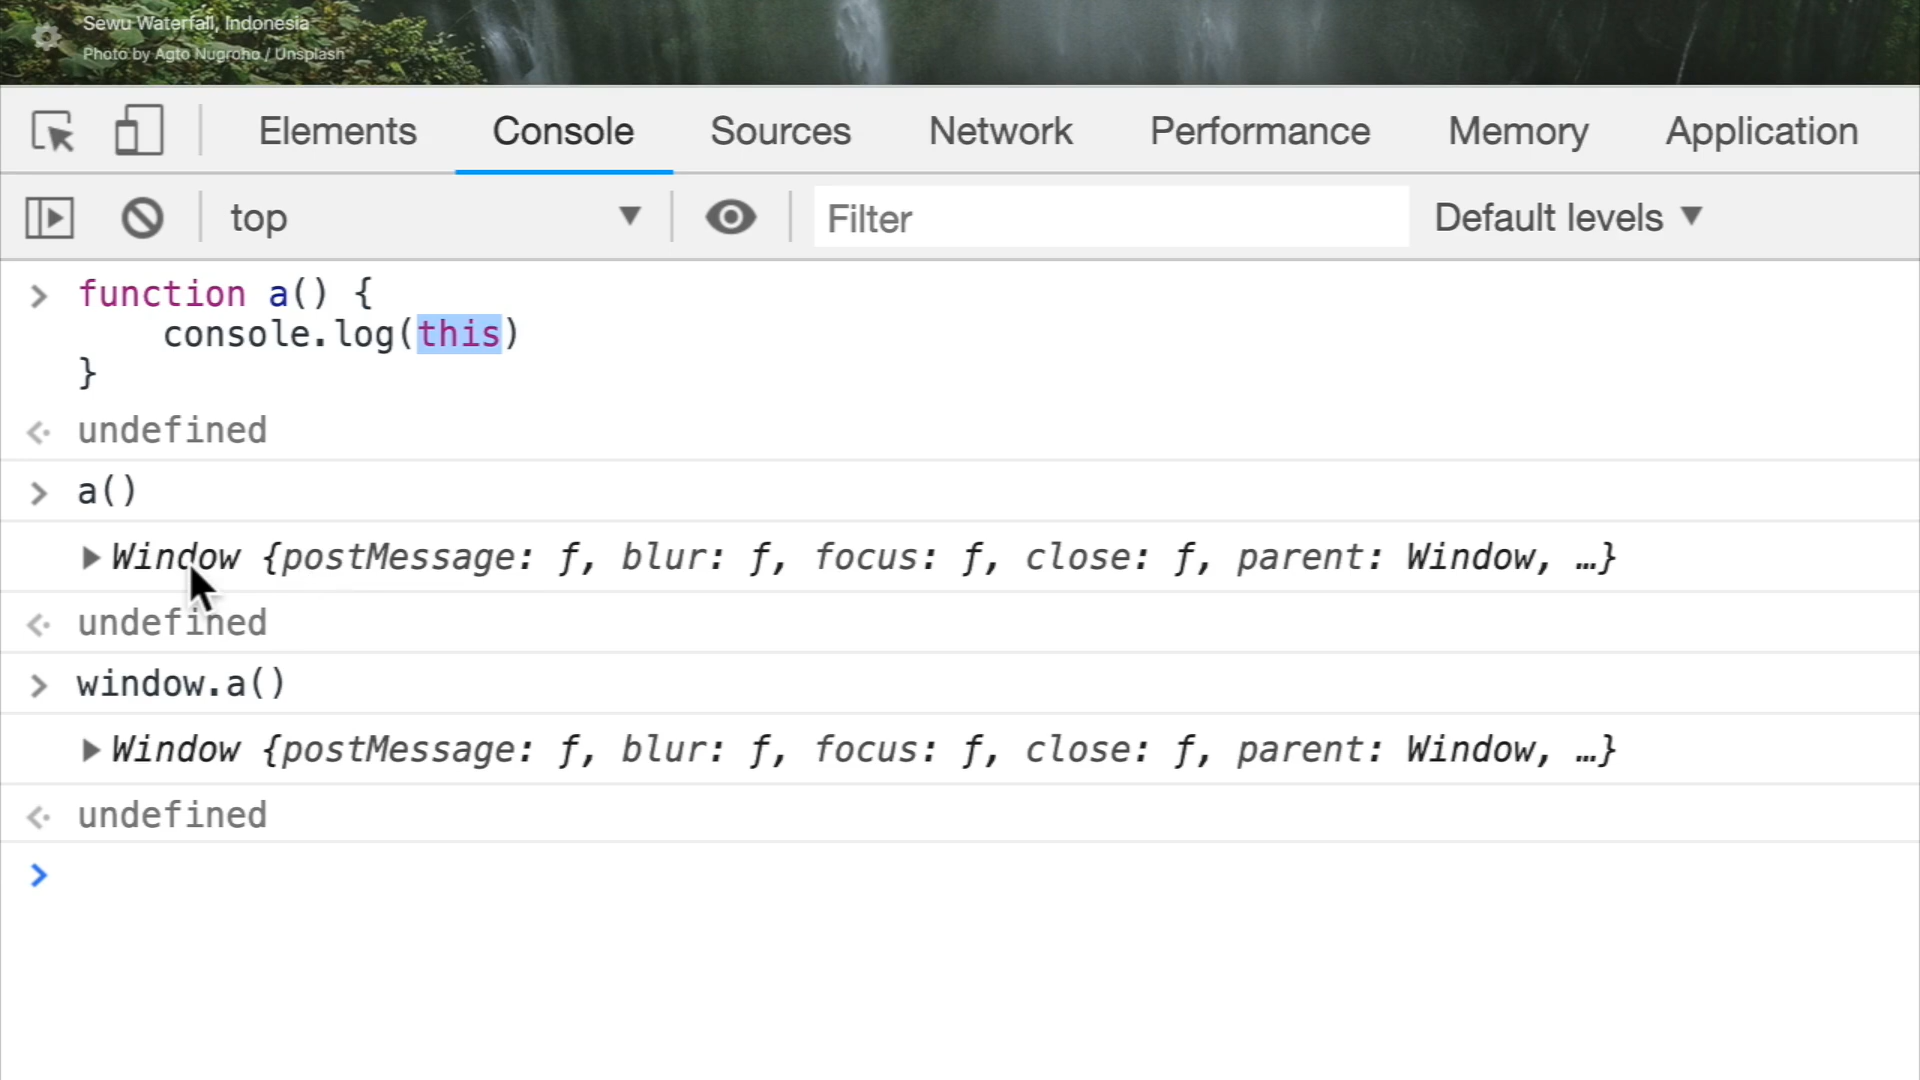 Sewu Waterfall, Indonesia
Photo by Agto Nugroho / Unsplash
Elements Console Sources Network Performance Memory Application
top Filter Default levels
function a() {
    console.log(this)
}
undefined
a()
Window {postMessage: ƒ, blur: ƒ, focus: ƒ, close: ƒ, parent: Window, …}
undefined
window.a()
Window {postMessage: ƒ, blur: ƒ, focus: ƒ, close: ƒ, parent: Window, …}
undefined